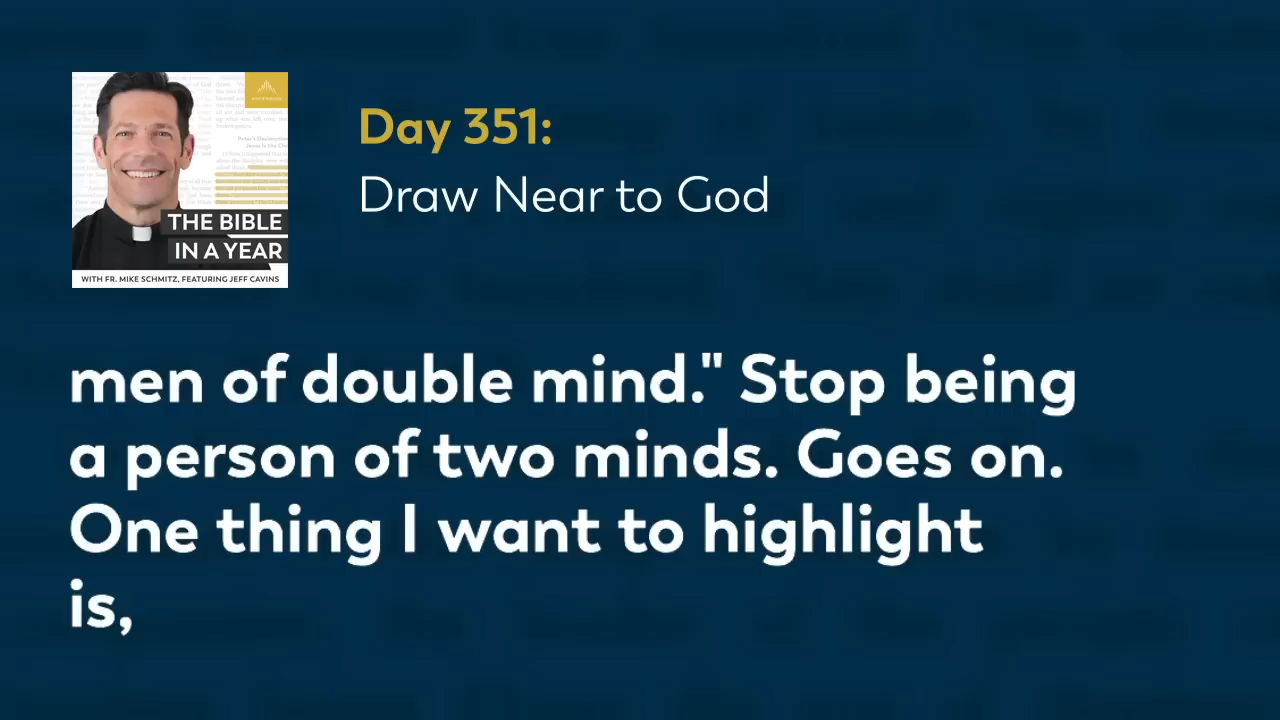 Day 351:
Draw Near to God
THE BIBLE
IN A YEAR
WITH FR. MIKE SCHMITZ, FEATURING JEFF CAVINS
men of double mind." Stop being
a person of two minds. Goes on.
One thing I want to highlight
is,